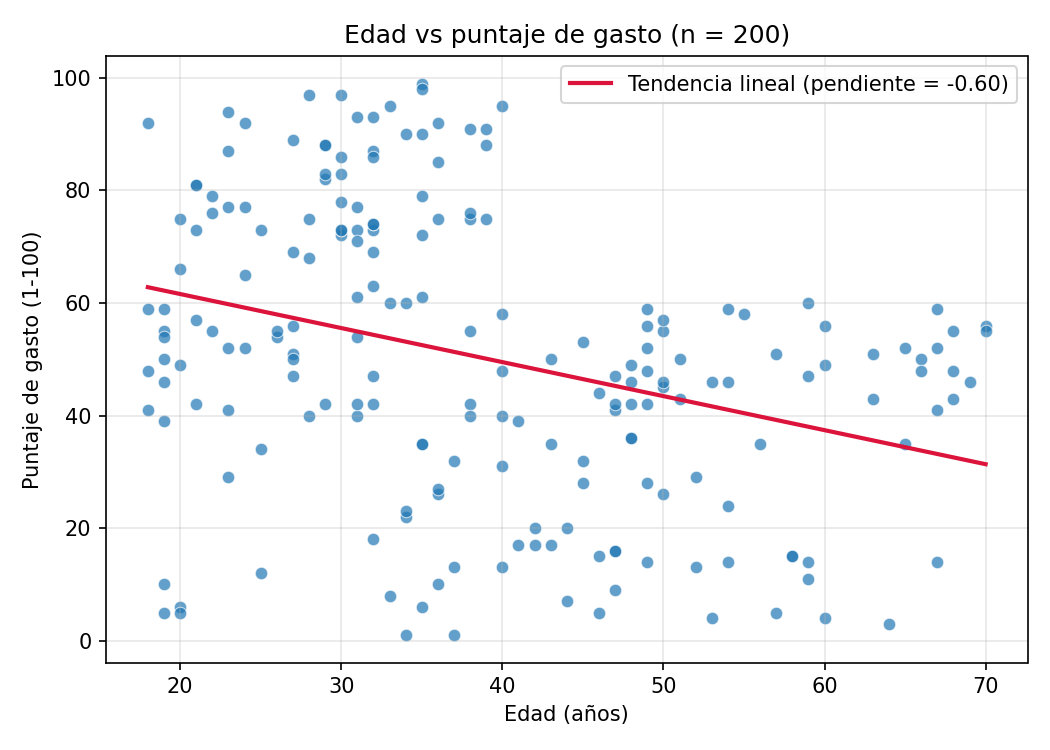 Edad vs puntaje de gasto (n = 200)
Tendencia lineal (pendiente = -0.60)
Puntaje de gasto (1-100)
100
80
60
40
20
0
20 30 40 50 60 70
Edad (años)